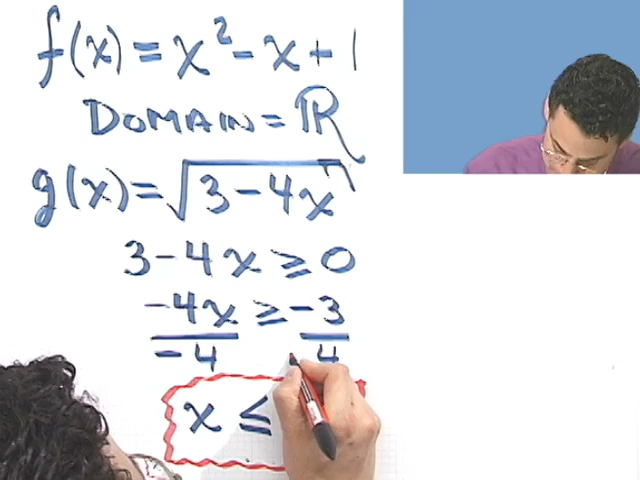 f(x) = x² - x + 1
DOMAIN = ℝ
g(x) = √(3 - 4x)
3 - 4x ≥ 0
-4x ≥ -3
-4 4
x ≤